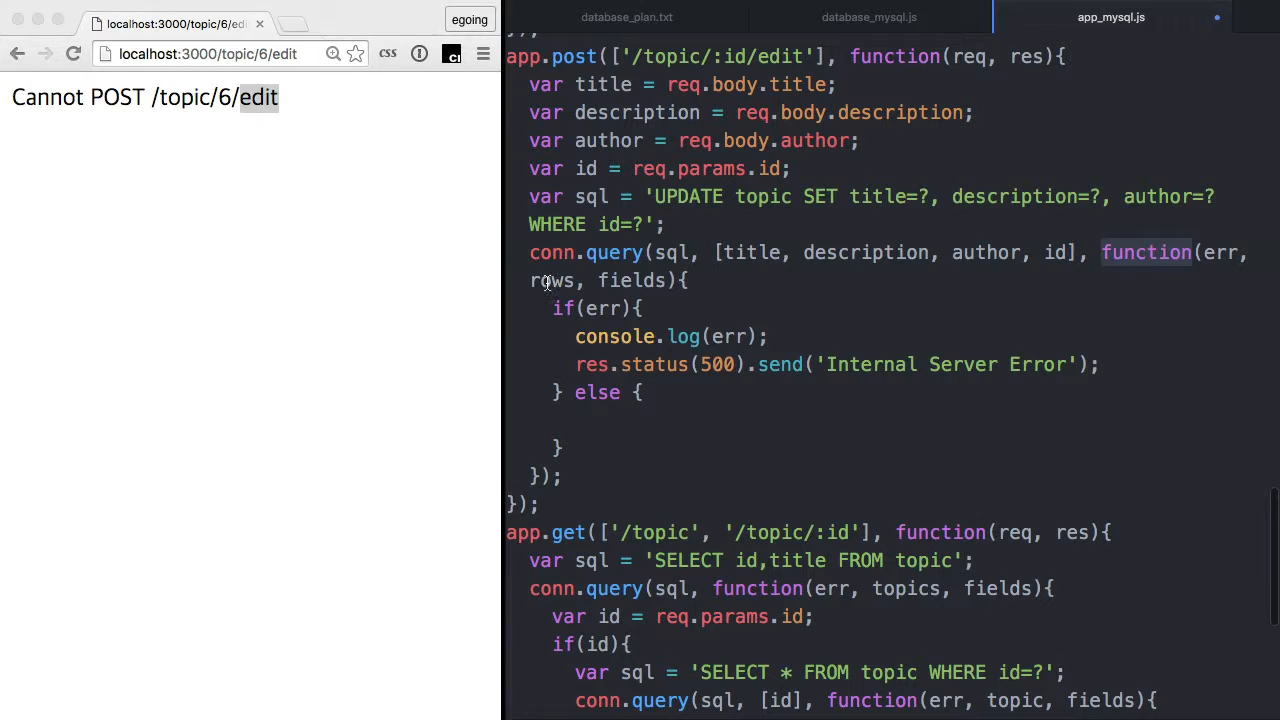 localhost:3000/topic/6/edi
egoing
localhost:3000/topic/6/edit
css
Cannot POST /topic/6/edit
database_plan.txt
database_mysql.js
app_mysql.js
});
app.post(['/topic/:id/edit'], function(req, res){
var title = req.body.title;
var description = req.body.description;
var author = req.body.author;
var id = req.params.id;
var sql = 'UPDATE topic SET title=?, description=?, author=?
WHERE id=?';
conn.query(sql, [title, description, author, id], function(err,
rows, fields){
if(err){
console.log(err);
res.status(500).send('Internal Server Error');
} else {
}
});
});
app.get(['/topic', '/topic/:id'], function(req, res){
var sql = 'SELECT id,title FROM topic';
conn.query(sql, function(err, topics, fields){
var id = req.params.id;
if(id){
var sql = 'SELECT * FROM topic WHERE id=?';
conn.query(sql, [id], function(err, topic, fields){